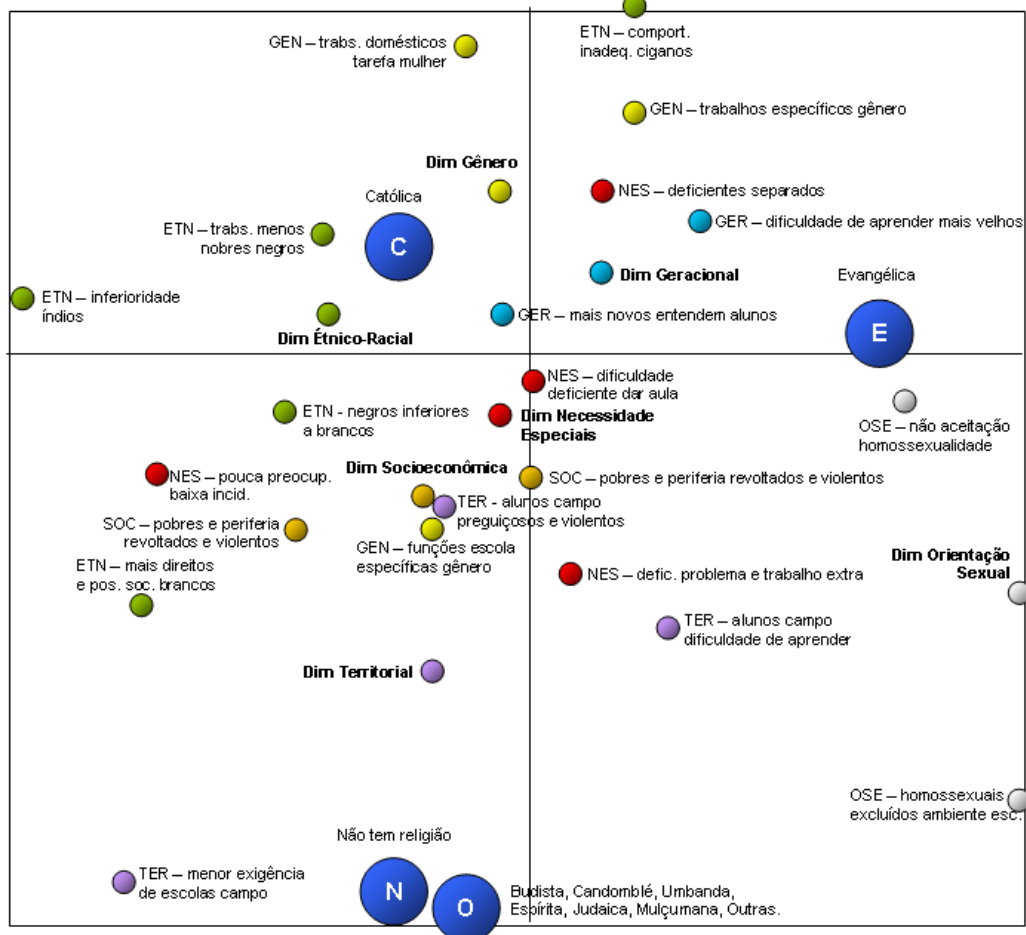 ETN – comport.
inadeq. ciganos
GEN – trabs. domésticos
tarefa mulher
GEN – trabalhos específicos gênero
Dim Gênero
NES – deficientes separados
Católica
C
ETN – trabs. menos
nobres negros
GER – dificuldade de aprender mais velhos
Dim Geracional
Evangélica
E
ETN – inferioridade
índios
GER – mais novos entendem alunos
Dim Étnico-Racial
NES – dificuldade
deficiente dar aula
ETN - negros inferiores
a brancos
Dim Necessidade
Especiais
OSE – não aceitação
homossexualidade
Dim Socioeconômica
NES – pouca preocup.
baixa incid.
SOC – pobres e periferia revoltados e violentos
TER - alunos campo
preguiçosos e violentos
SOC – pobres e periferia
revoltados e violentos
GEN – funções escola
específicas gênero
Dim Orientação
Sexual
ETN – mais direitos
e pos. soc. brancos
NES – defic. problema e trabalho extra
TER – alunos campo
dificuldade de aprender
Dim Territorial
OSE – homossexuais
excluídos ambiente esc.
Não tem religião
TER – menor exigência
de escolas campo
N
O
Budista, Candomblé, Umbanda,
Espírita, Judaica, Mulçumana, Outras.